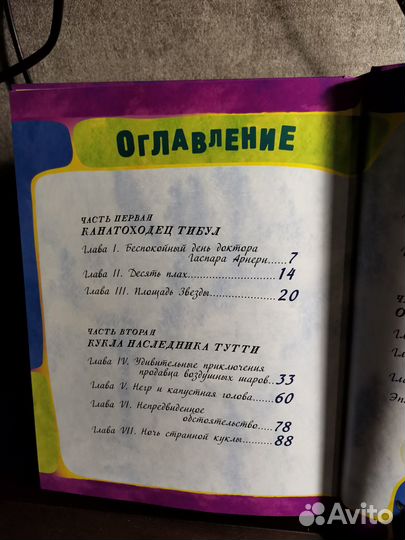 Оглавление
ЧАСТЬ ПЕРВАЯ
КАНАТОХОДЕЦ ТИБУЛ
Глава I. Беспокойный день доктора
Гаспара Арнери......7
Глава II. Десять плах......14
Глава III. Площадь Звезды......20
ЧАСТЬ ВТОРАЯ
КУКЛА НАСЛЕДНИКА ТУТТИ
Глава IV. Удивительные приключения
продавца воздушных шаров...33
Глава V. Негр и капустная голова...60
Глава VI. Непредвиденное
обстоятельство......78
Глава VII. Ночь странной куклы......88
Avito